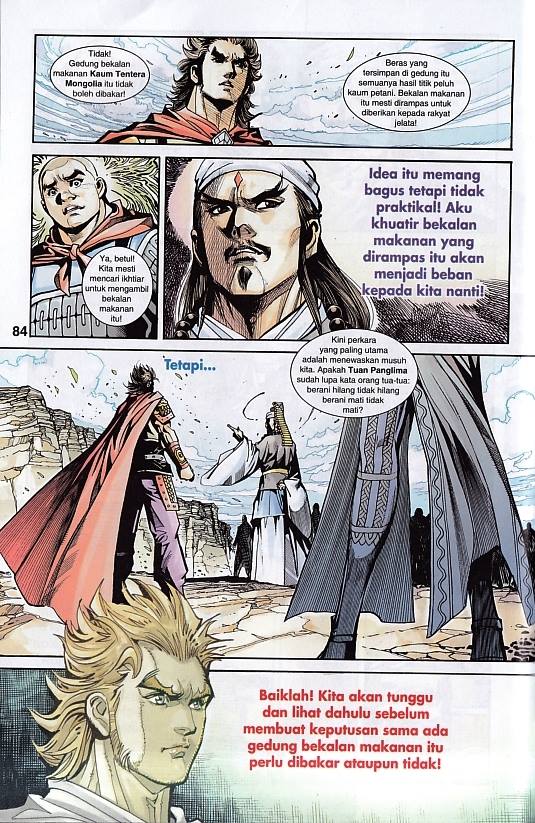 Tidak!
Gedung bekalan
makanan Kaum Tentera
Mongolia itu tidak
boleh dibakar!
Beras yang
tersimpan di gedung itu
semuanya hasil titik peluh
kaum petani. Bekalan makanan
itu mesti dirampas untuk
diberikan kepada rakyat
jelata!
Ya, betul!
Kita mesti
mencari ikhtiar
untuk mengambil
bekalan
makanan
itu!
Idea itu memang
bagus tetapi tidak
praktikal! Aku
khuatir bekalan
makanan yang
dirampas itu akan
menjadi beban
kepada kita nanti!
84
Tetapi...
Kini perkara
yang paling utama
adalah menewaskan musuh
kita. Apakah Tuan Panglima
sudah lupa kata orang tua-tua:
berani hilang tidak hilang
berani mati tidak
mati?
Baiklah! Kita akan tunggu
dan lihat dahulu sebelum
membuat keputusan sama ada
gedung bekalan makanan itu
perlu dibakar ataupun tidak!